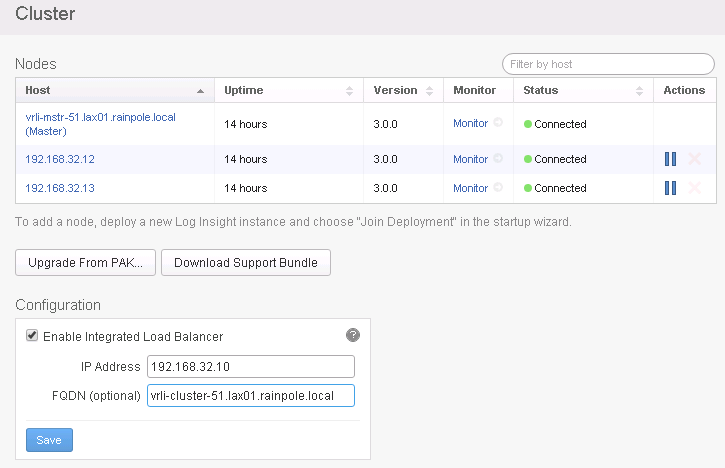 Cluster
Nodes
Filter by host
Host Uptime Version Monitor Status Actions
vrli-mstr-51.lax01.rainpole.local
(Master)
14 hours 3.0.0 Monitor Connected
192.168.32.12 14 hours 3.0.0 Monitor Connected
192.168.32.13 14 hours 3.0.0 Monitor Connected
To add a node, deploy a new Log Insight instance and choose "Join Deployment" in the startup wizard.
Upgrade From PAK... Download Support Bundle
Configuration
Enable Integrated Load Balancer ?
IP Address 192.168.32.10
FQDN (optional) vrli-cluster-51.lax01.rainpole.local
Save